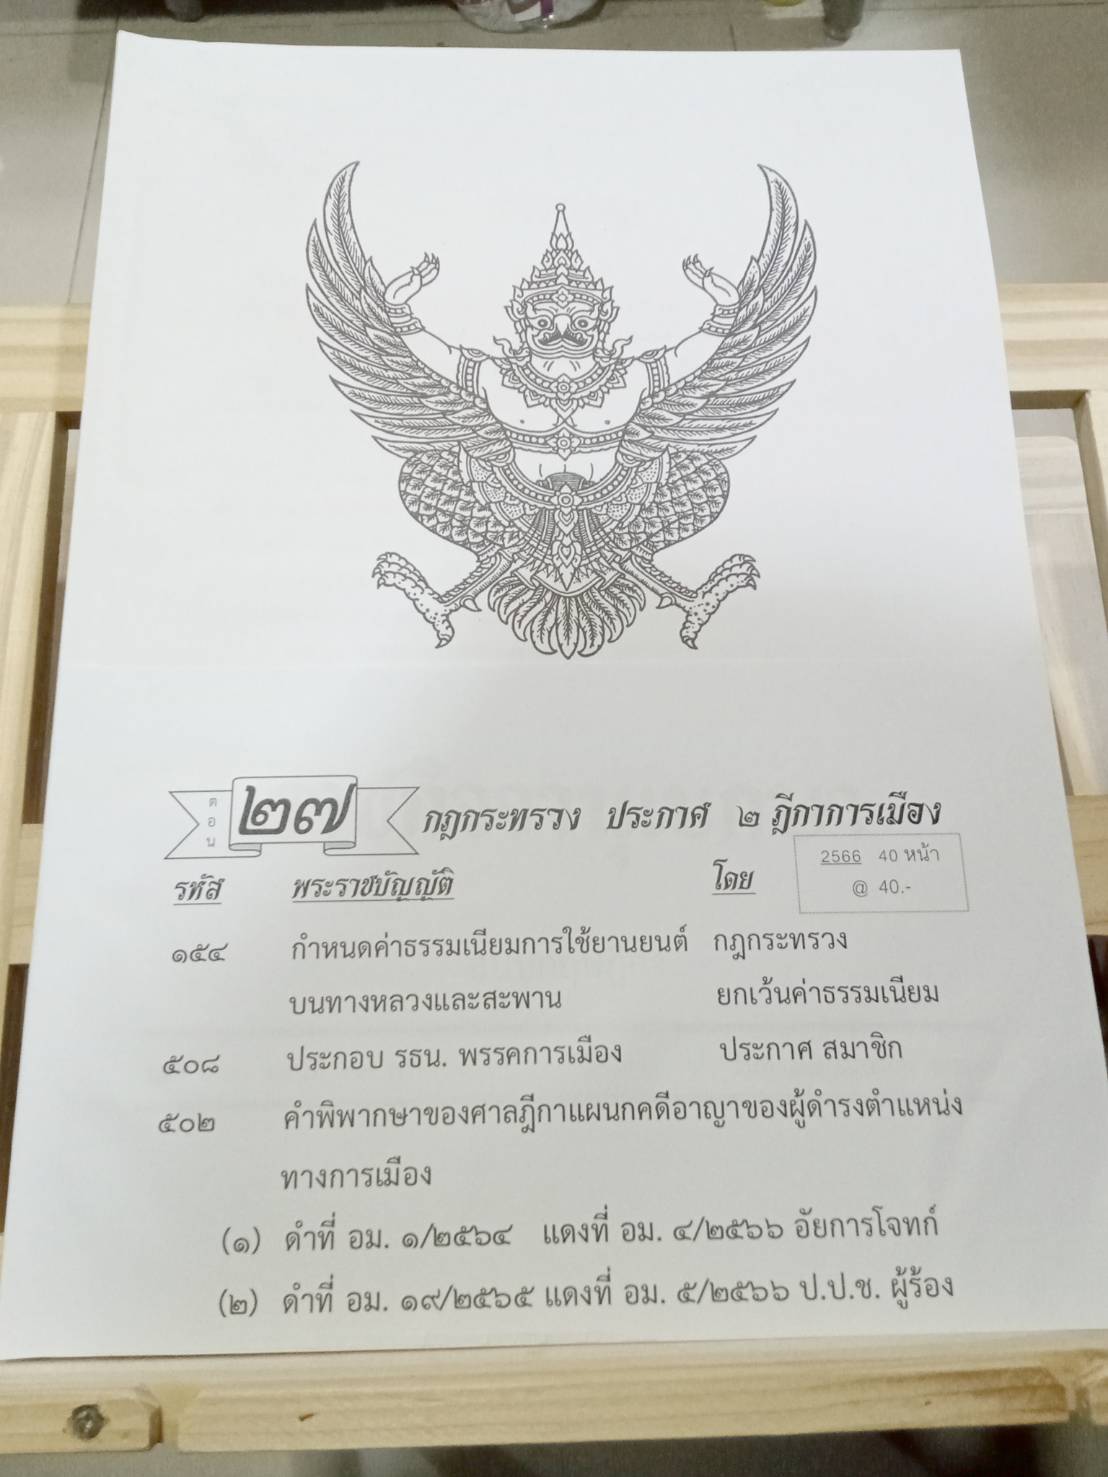 ตอน ๒๗ กฎกระทรวง ประกาศ ๒ ฎีกาการเมือง
2566 40 หน้า
@ 40.-
รหัส พระราชบัญญัติ โดย
๑๕๔ กำหนดค่าธรรมเนียมการใช้ยานยนต์ กฎกระทรวง
บนทางหลวงและสะพาน ยกเว้นค่าธรรมเนียม
๕๐๘ ประกอบ รธน. พรรคการเมือง ประกาศ สมาชิก
๕๐๒ คำพิพากษาของศาลฎีกาแผนกคดีอาญาของผู้ดำรงตำแหน่ง
ทางการเมือง
(๑) ดำที่ อม. ๑/๒๕๖๔ แดงที่ อม. ๔/๒๕๖๖ อัยการโจทก์
(๒) ดำที่ อม. ๑๙/๒๕๖๕ แดงที่ อม. ๕/๒๕๖๖ ป.ป.ช. ผู้ร้อง